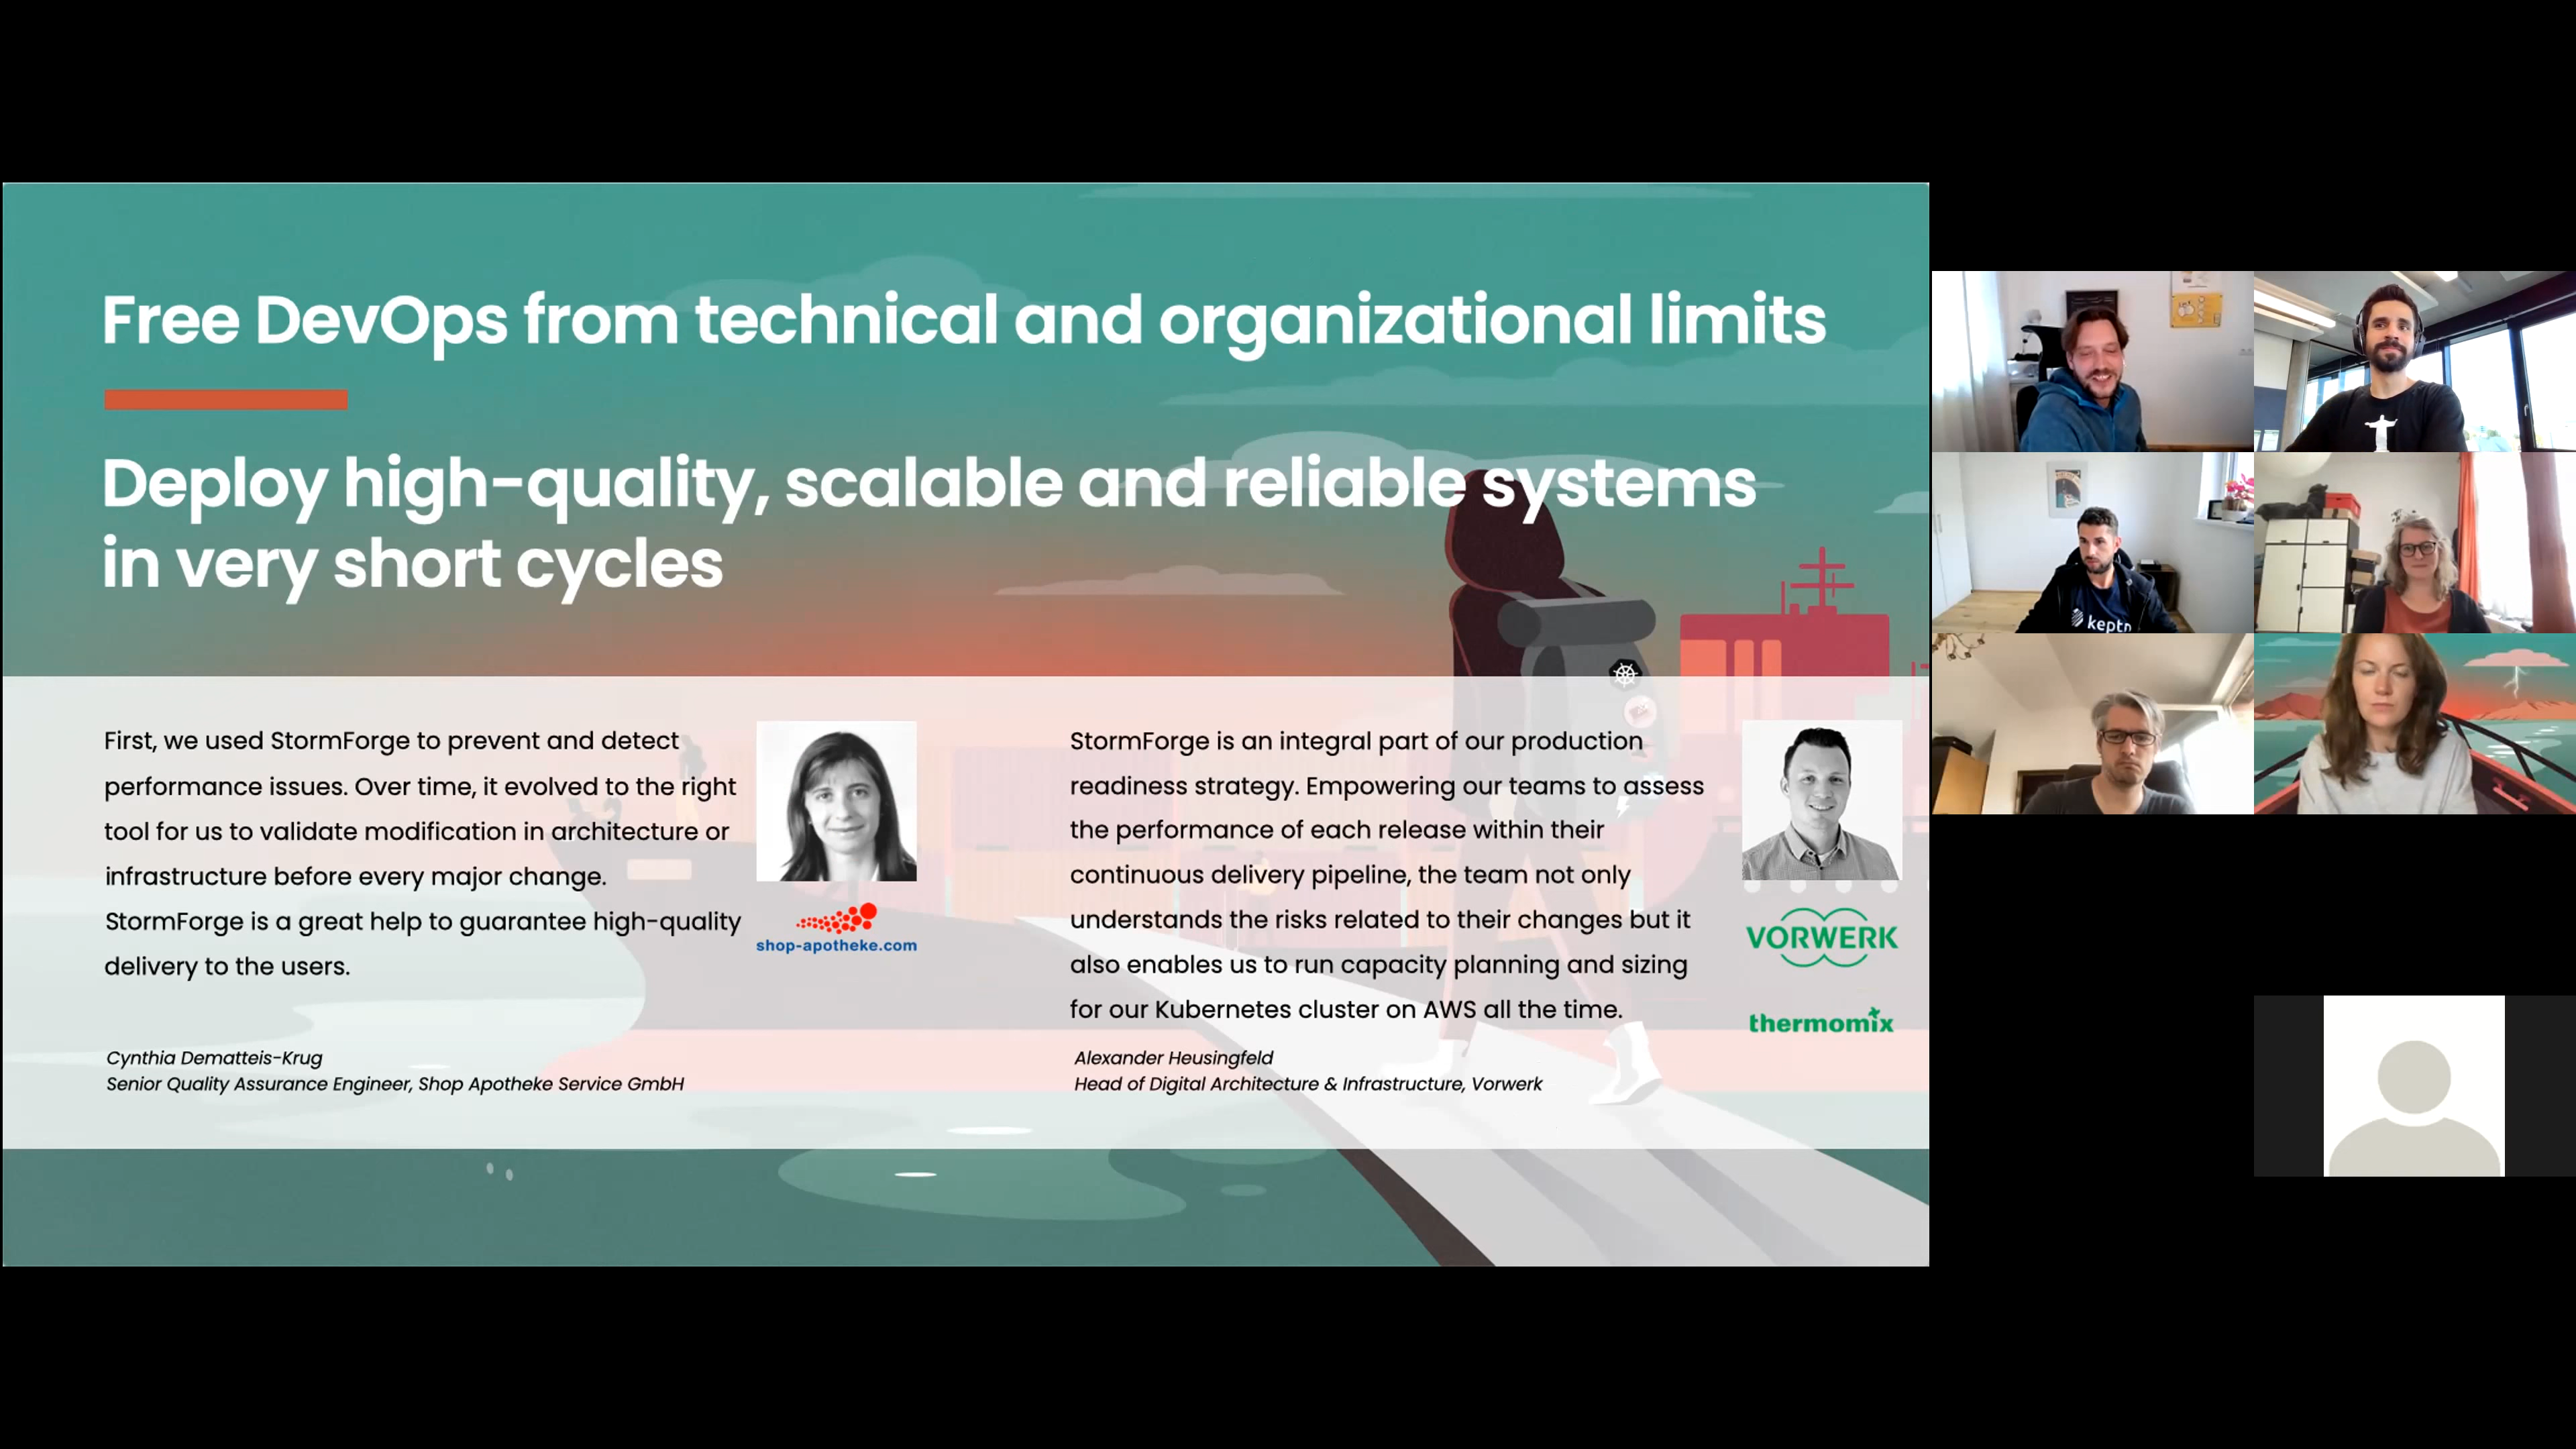 Free DevOps from technical and organizational limits
Deploy high-quality, scalable and reliable systems
in very short cycles
First, we used StormForge to prevent and detect
performance issues. Over time, it evolved to the right
tool for us to validate modification in architecture or
infrastructure before every major change.
StormForge is a great help to guarantee high-quality
delivery to the users.
shop-apotheke.com
Cynthia Dematteis-Krug
Senior Quality Assurance Engineer, Shop Apotheke Service GmbH
StormForge is an integral part of our production
readiness strategy. Empowering our teams to assess
the performance of each release within their
continuous delivery pipeline, the team not only
understands the risks related to their changes but it
also enables us to run capacity planning and sizing
for our Kubernetes cluster on AWS all the time.
VORWERK
thermomix
Alexander Heusingfeld
Head of Digital Architecture & Infrastructure, Vorwerk
keptn